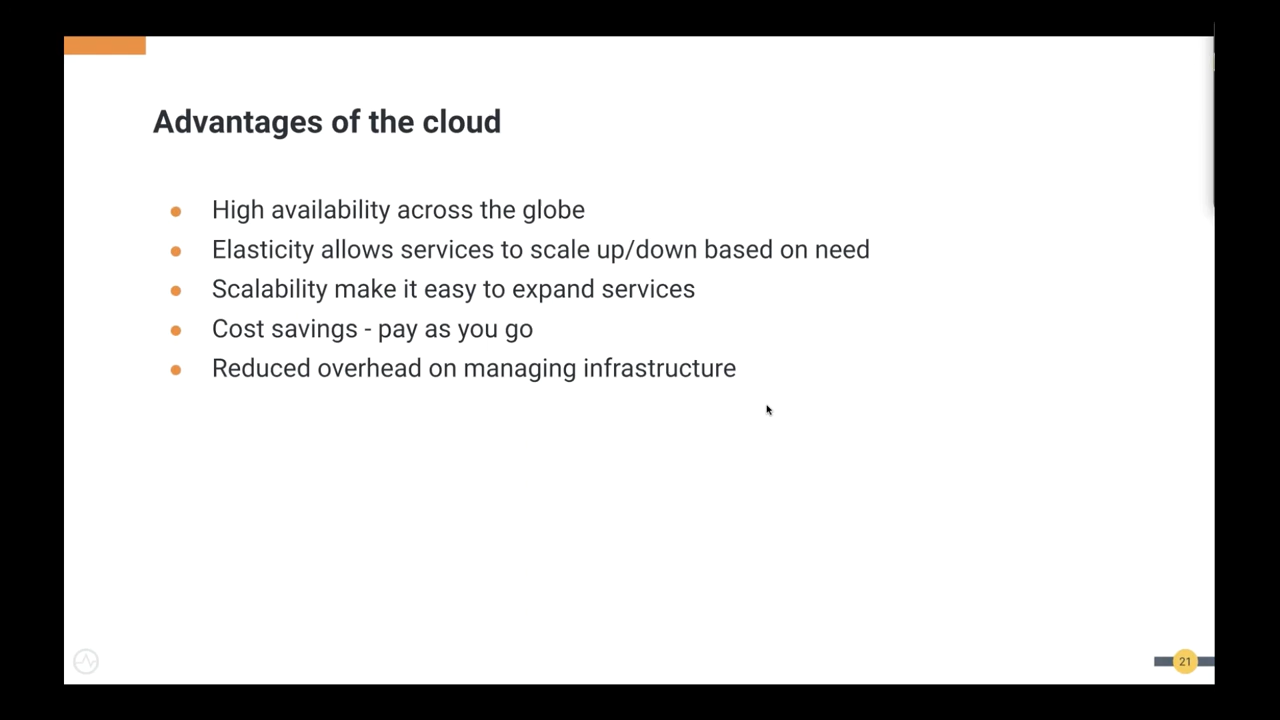 Advantages of the cloud
● High availability across the globe
● Elasticity allows services to scale up/down based on need
● Scalability make it easy to expand services
● Cost savings - pay as you go
● Reduced overhead on managing infrastructure
21